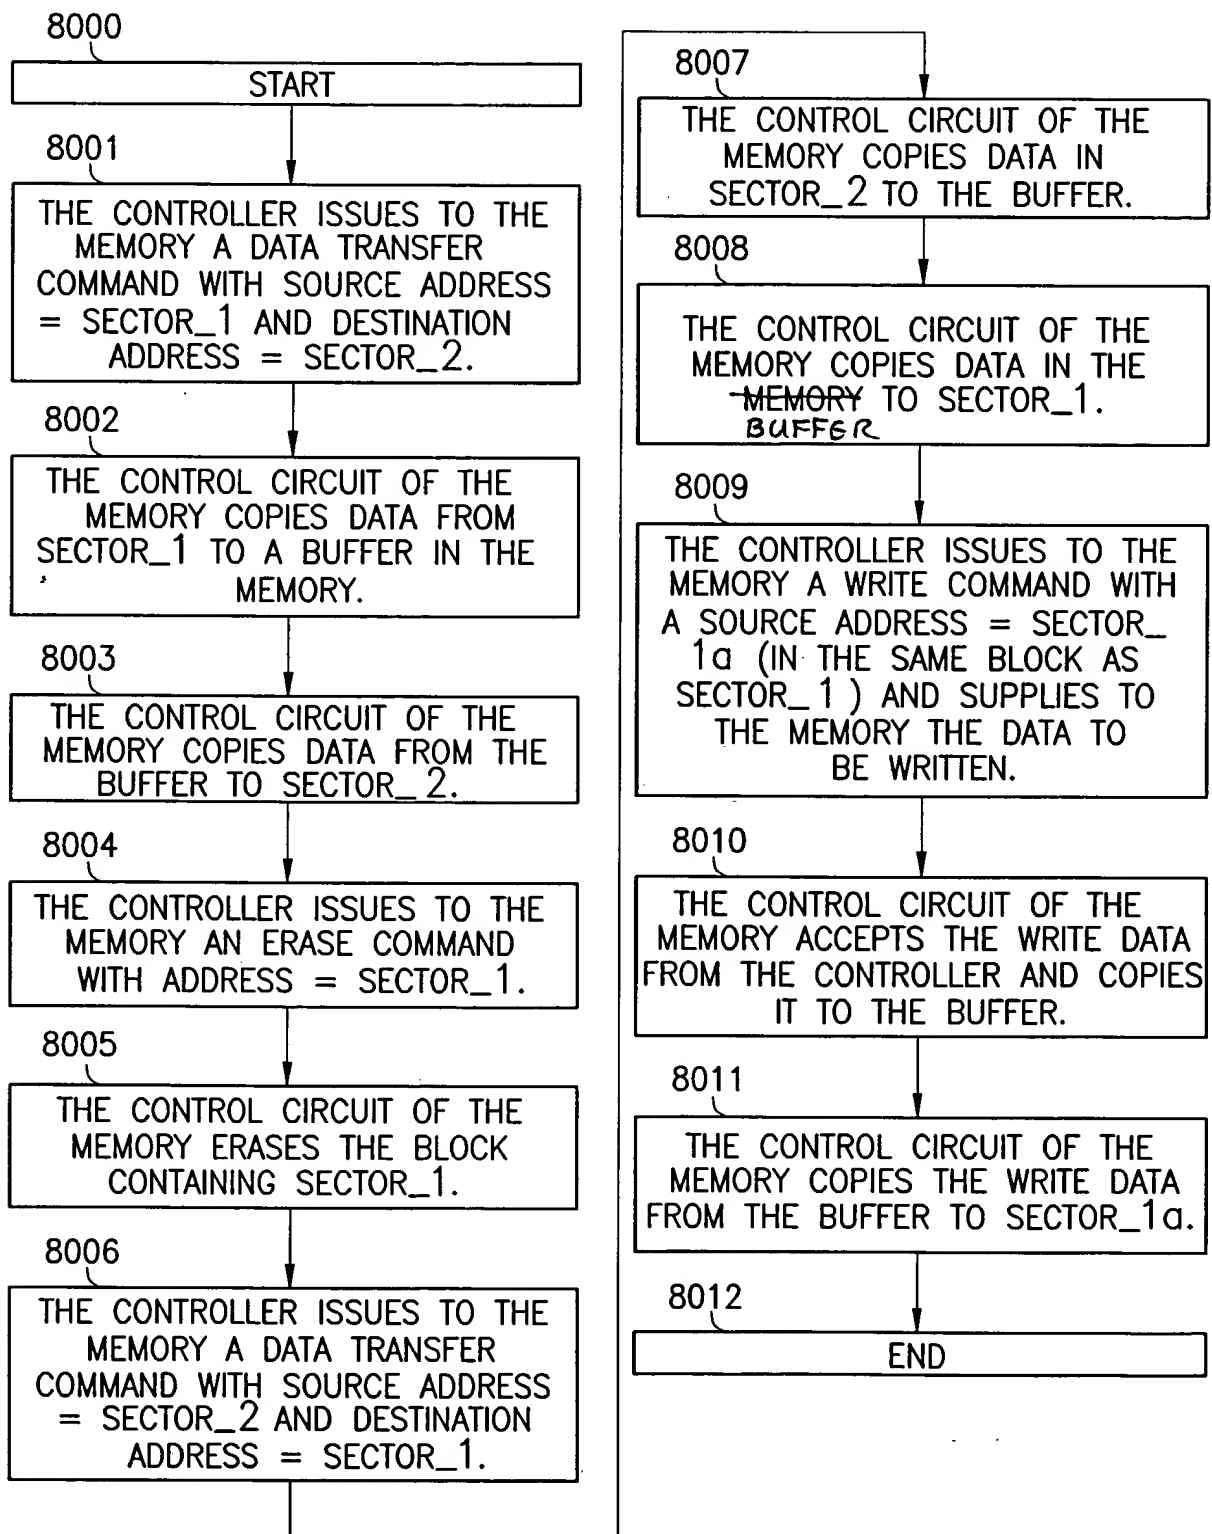 8000
START
8001
THE CONTROLLER ISSUES TO THE
MEMORY A DATA TRANSFER
COMMAND WITH SOURCE ADDRESS
= SECTOR_1 AND DESTINATION
ADDRESS = SECTOR_2.
8002
THE CONTROL CIRCUIT OF THE
MEMORY COPIES DATA FROM
SECTOR_1 TO A BUFFER IN THE
MEMORY.
8003
THE CONTROL CIRCUIT OF THE
MEMORY COPIES DATA FROM THE
BUFFER TO SECTOR_2.
8004
THE CONTROLLER ISSUES TO THE
MEMORY AN ERASE COMMAND
WITH ADDRESS = SECTOR_1.
8005
THE CONTROL CIRCUIT OF THE
MEMORY ERASES THE BLOCK
CONTAINING SECTOR_1.
8006
THE CONTROLLER ISSUES TO THE
MEMORY A DATA TRANSFER
COMMAND WITH SOURCE ADDRESS
= SECTOR_2 AND DESTINATION
ADDRESS = SECTOR_1.
8007
THE CONTROL CIRCUIT OF THE
MEMORY COPIES DATA IN
SECTOR_2 TO THE BUFFER.
8008
THE CONTROL CIRCUIT OF THE
MEMORY COPIES DATA IN THE
MEMORY TO SECTOR_1.
BUFFER
8009
THE CONTROLLER ISSUES TO THE
MEMORY A WRITE COMMAND WITH
A SOURCE ADDRESS = SECTOR_
1a (IN THE SAME BLOCK AS
SECTOR_1 ) AND SUPPLIES TO
THE MEMORY THE DATA TO
BE WRITTEN.
8010
THE CONTROL CIRCUIT OF THE
MEMORY ACCEPTS THE WRITE DATA
FROM THE CONTROLLER AND COPIES
IT TO THE BUFFER.
8011
THE CONTROL CIRCUIT OF THE
MEMORY COPIES THE WRITE DATA
FROM THE BUFFER TO SECTOR_1a.
8012
END